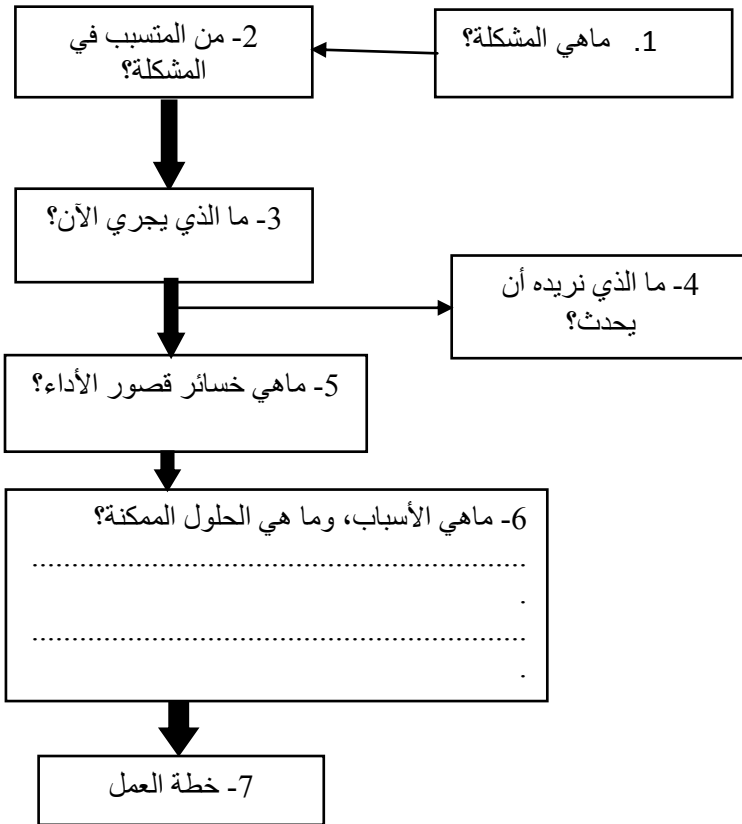 1. ماهي المشكلة؟
2- من المتسبب في
المشكلة؟
3- ما الذي يجري الآن؟
4- ما الذي نريده أن
يحدث؟
5- ماهي خسائر قصور الأداء؟
6- ماهي الأسباب، وما هي الحلول الممكنة؟
..............................................................
.
..............................................................
.
7- خطة العمل